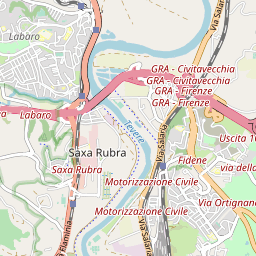 Labaro
Via Salaria
GRA - Civitavecchia
GRA - Civitavecchia
GRA - Firenze
GRA - Firenze
Labaro
Tevere
Via Salaria
Uscita
Saxa Rubra
Fidene
Saxa Rubra
via della
Motorizzazione Civile
Via Ortignano
Motorizzazione Civile
Via Salaria
Flaminia